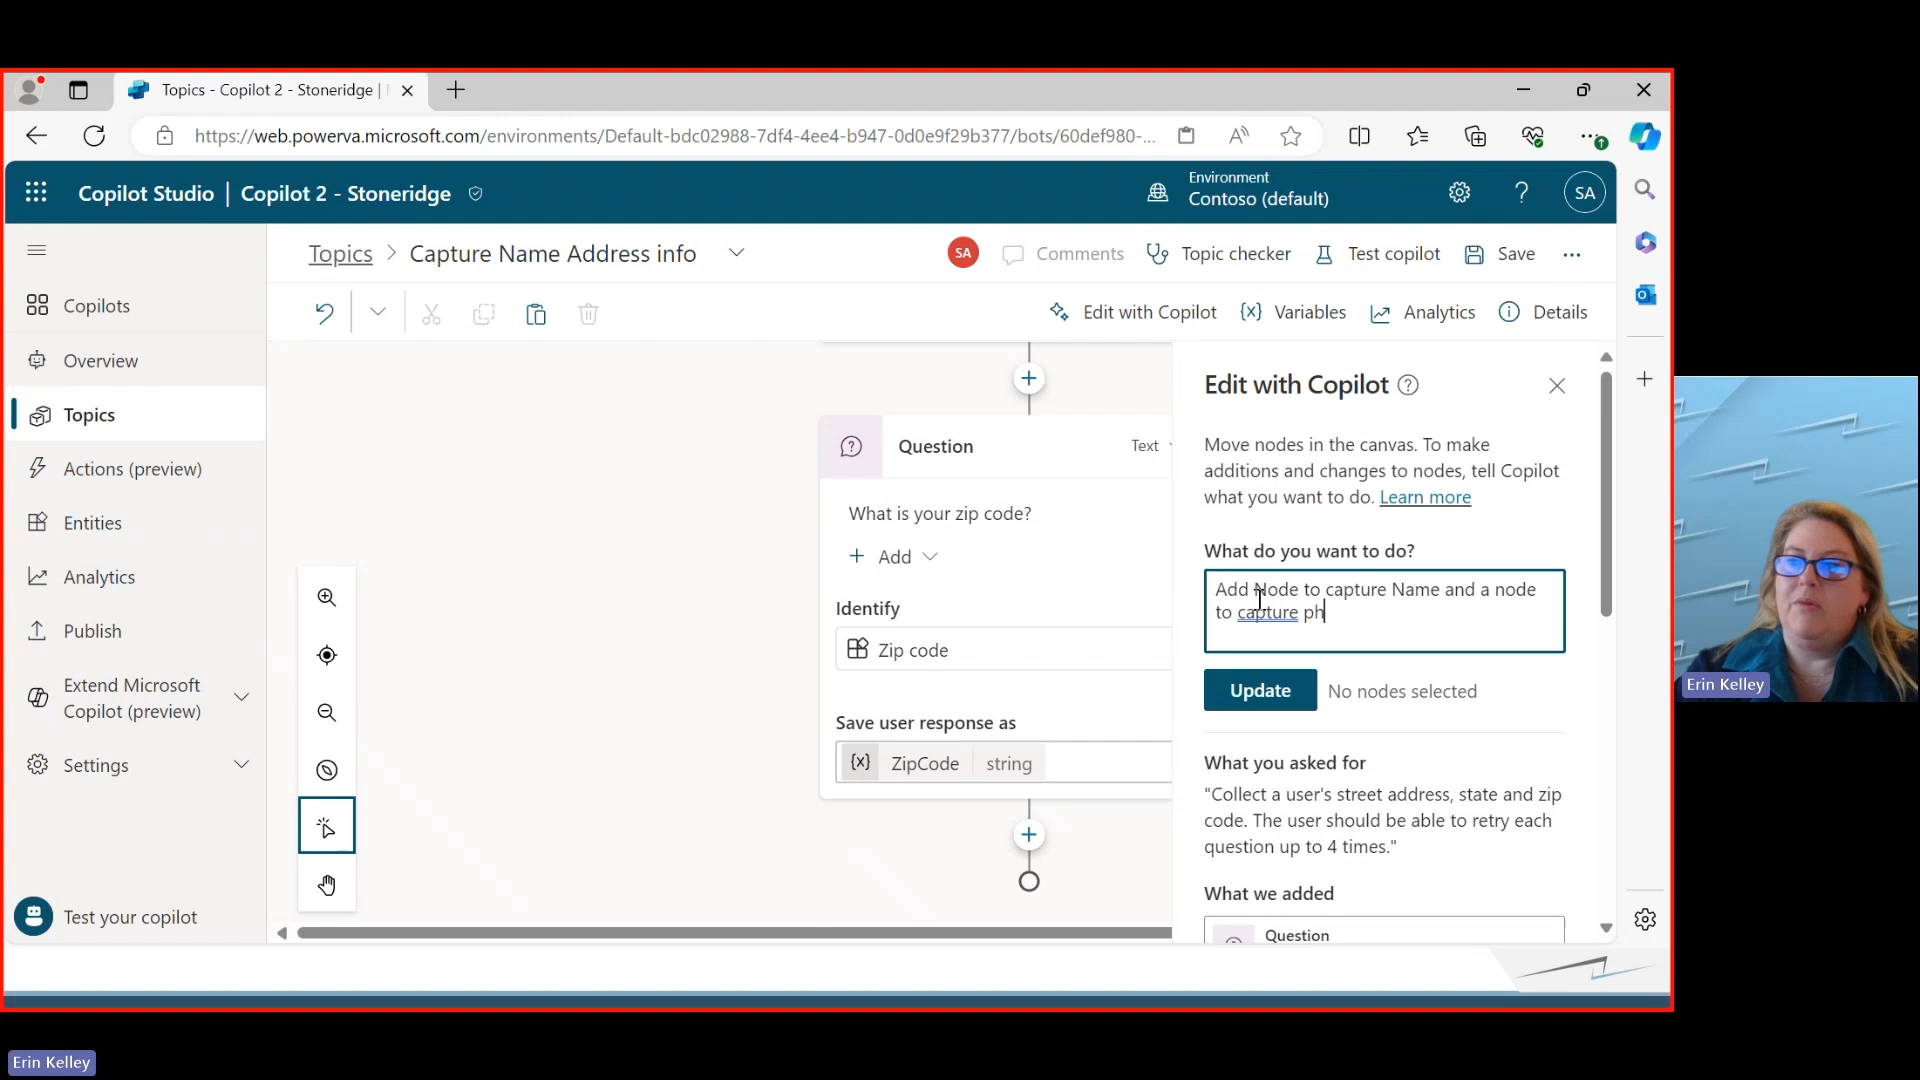 Topics - Copilot 2 - Stoneridge |
https://web.powerva.microsoft.com/environments/Default-bdc02988-7df4-4ee4-b947-0d0e9f29b377/bots/60def980-...
Copilot Studio | Copilot 2 - Stoneridge
Environment
Contoso (default)
SA
Topics > Capture Name Address info
SA
Comments
Topic checker
Test copilot
Save
Edit with Copilot
Variables
Analytics
Details
Copilots
Overview
Topics
Actions (preview)
Entities
Analytics
Publish
Extend Microsoft
Copilot (preview)
Settings
Test your copilot
Question
Text
What is your zip code?
+ Add
Identify
Zip code
Save user response as
{x} ZipCode string
Edit with Copilot
Move nodes in the canvas. To make
additions and changes to nodes, tell Copilot
what you want to do. Learn more
What do you want to do?
Add Node to capture Name and a node
to capture ph
Update
No nodes selected
What you asked for
"Collect a user's street address, state and zip
code. The user should be able to retry each
question up to 4 times."
What we added
Question
Erin Kelley
Erin Kelley